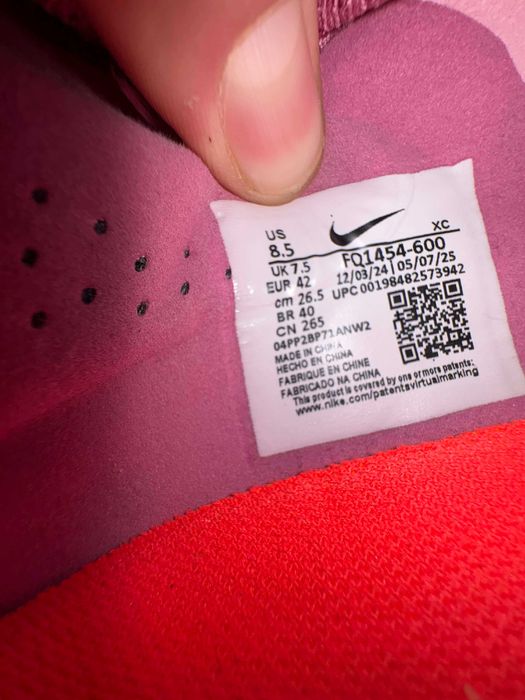 US XC
8.5 FQ1454-600
UK 7.5 12/03/24 05/07/25
EUR 42 UPC 00198482573942
cm 26.5
BR 40
CN 265
04PP2BP71ANW2
MADE IN CHINA
HECHO EN CHINA
FABRIQUE EN CHINE
FABRICADO NA CHINA
This product is covered by one or more patents:
www.nike.com/patentsvirtualmarking